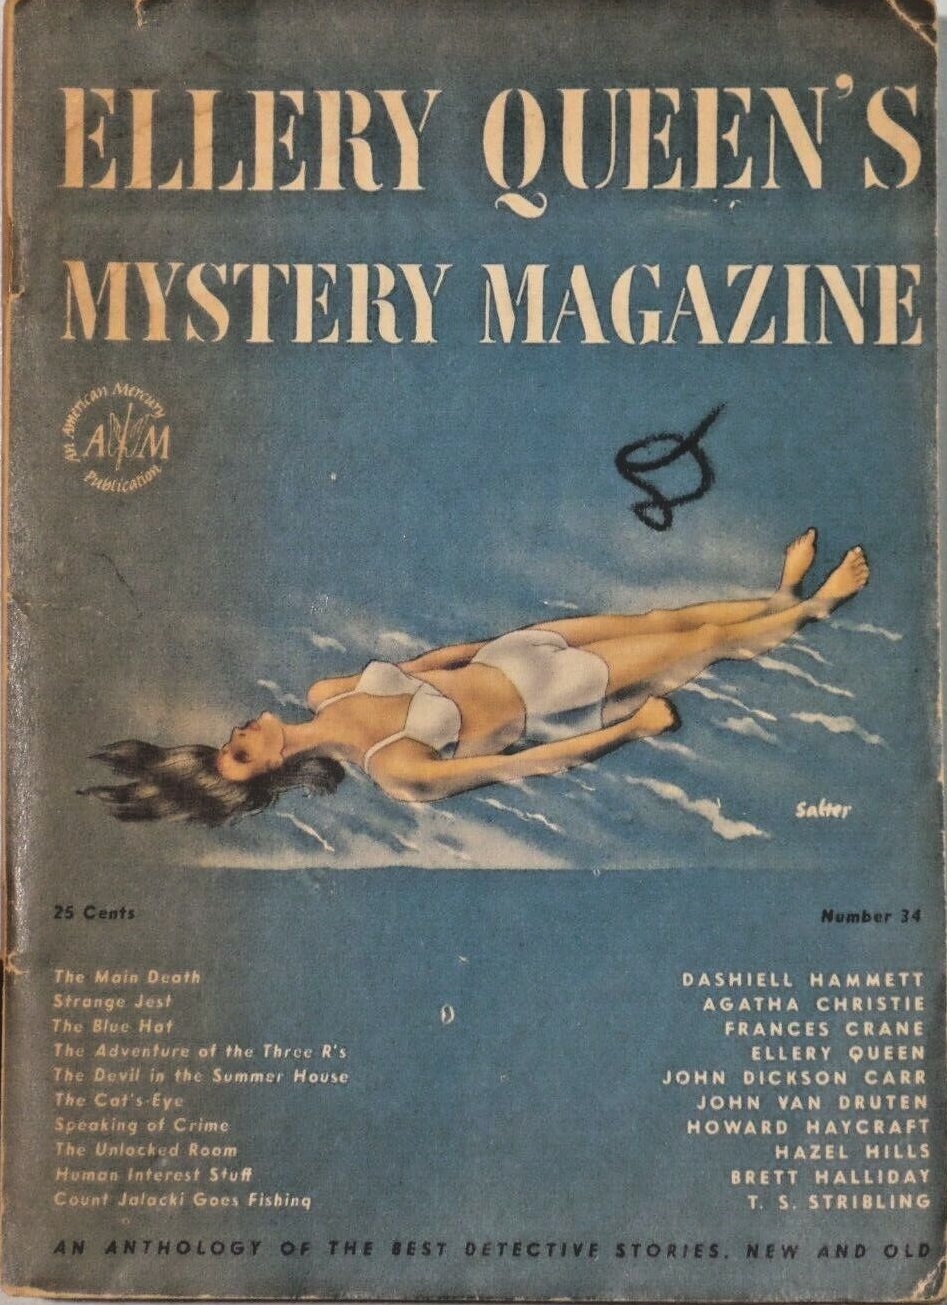 ELLERY QUEEN'S
MYSTERY MAGAZINE
An American Mercury
AM
Publication
Salter
25 Cents
Number 34
The Main Death DASHIELL HAMMETT
Strange Jest AGATHA CHRISTIE
The Blue Hat FRANCES CRANE
The Adventure of the Three R's ELLERY QUEEN
The Devil in the Summer House JOHN DICKSON CARR
The Cat's-Eye JOHN VAN DRUTEN
Speaking of Crime HOWARD HAYCRAFT
The Unlocked Room HAZEL HILLS
Human Interest Stuff BRETT HALLIDAY
Count Jalacki Goes Fishing T. S. STRIBLING
AN ANTHOLOGY OF THE BEST DETECTIVE STORIES, NEW AND OLD